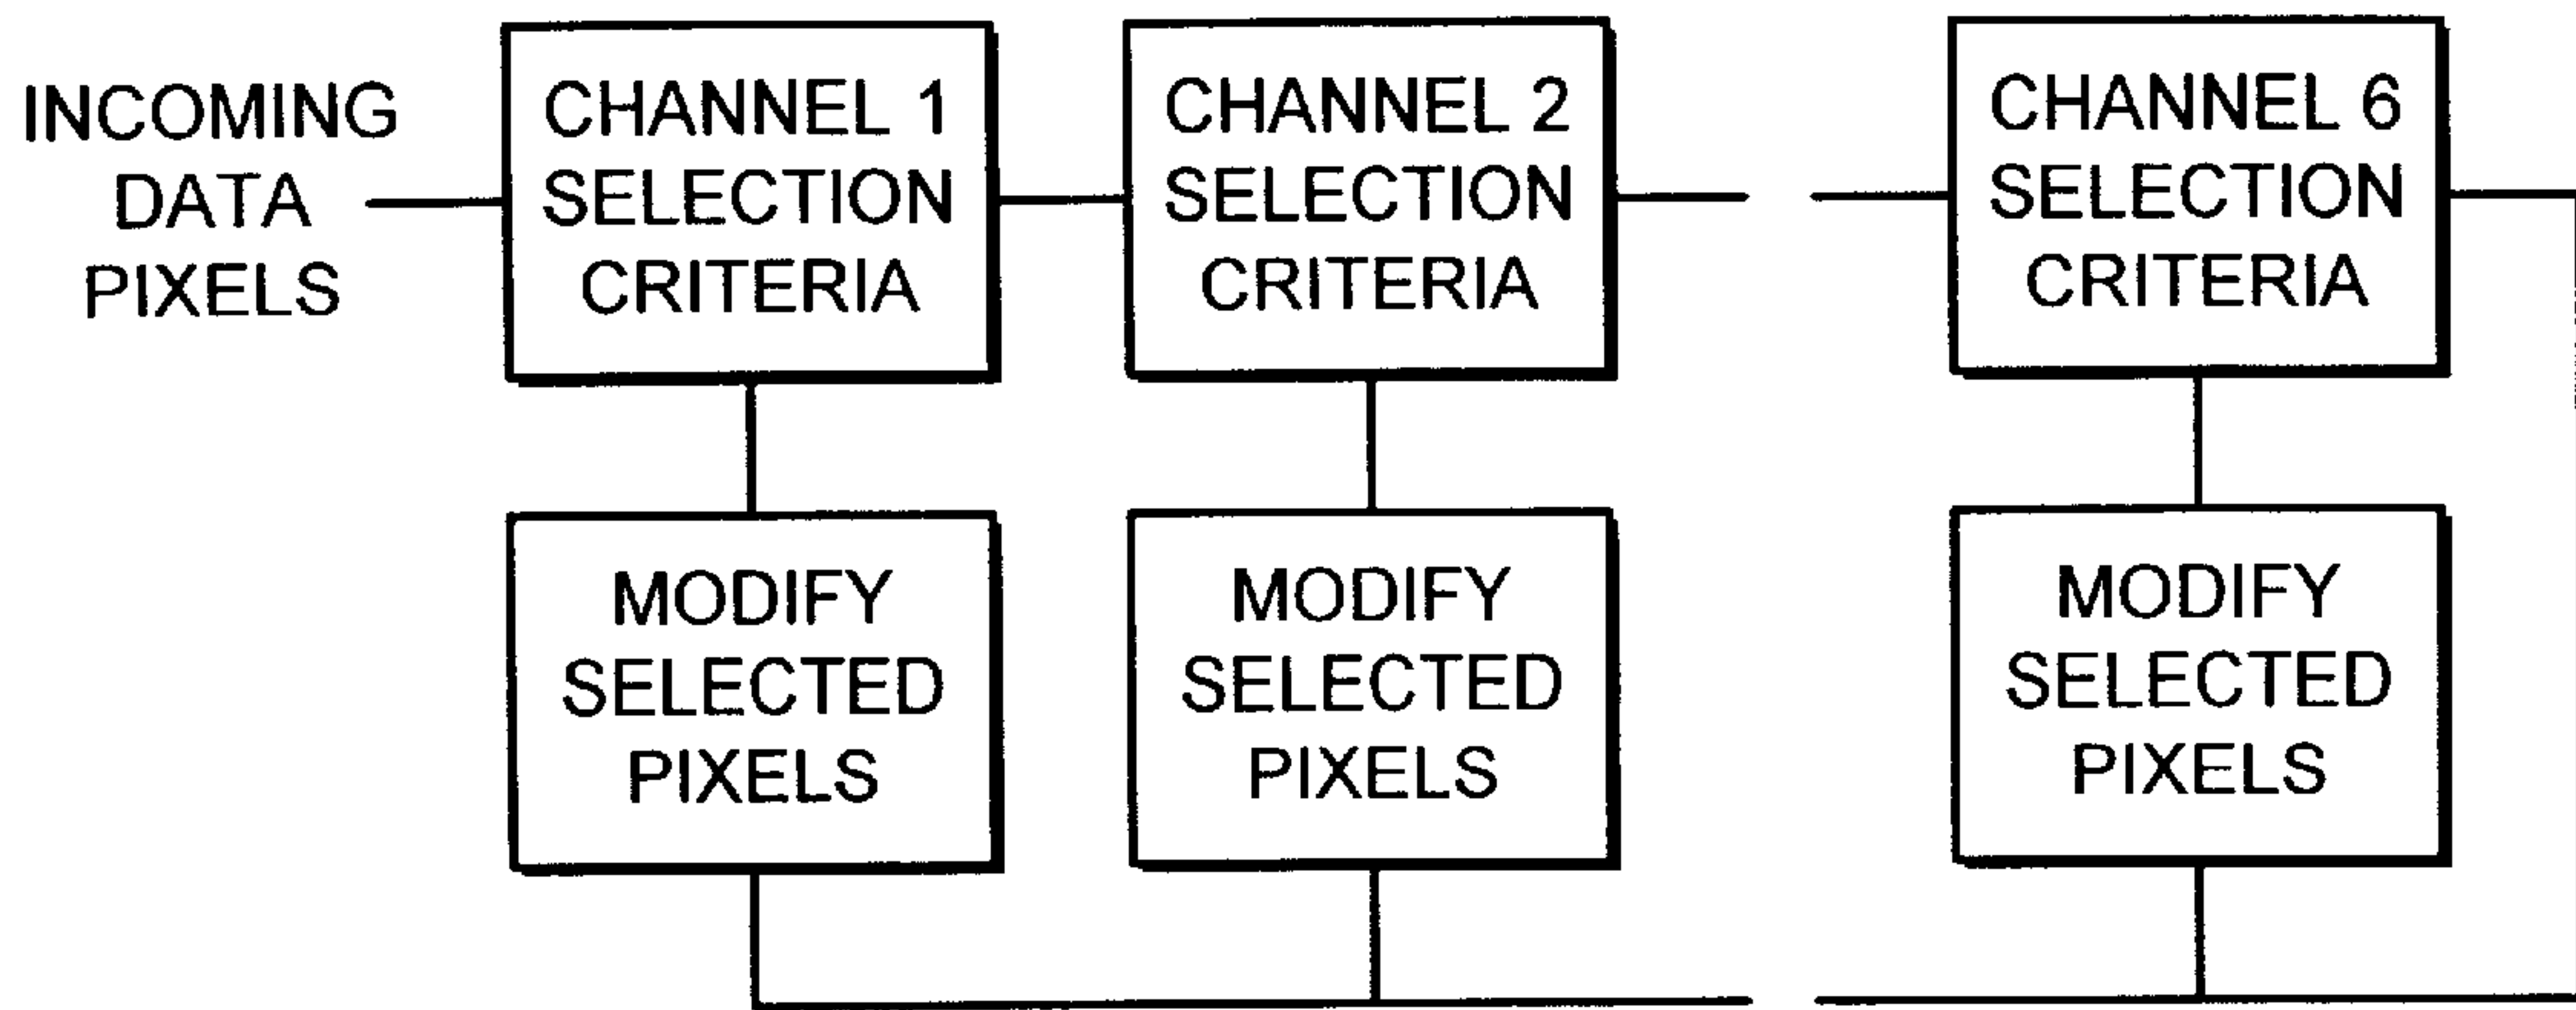 INCOMING
DATA
PIXELS
CHANNEL 1
SELECTION
CRITERIA
CHANNEL 2
SELECTION
CRITERIA
CHANNEL 6
SELECTION
CRITERIA
MODIFY
SELECTED
PIXELS
MODIFY
SELECTED
PIXELS
MODIFY
SELECTED
PIXELS